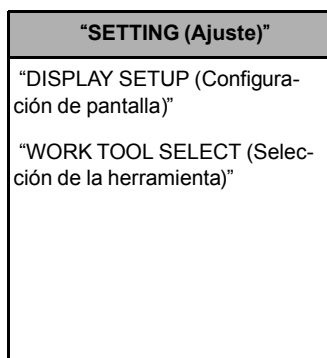 “SETTING (Ajuste)”
“DISPLAY SETUP (Configura-
ción de pantalla)”
“WORK TOOL SELECT (Selec-
ción de la herramienta)”